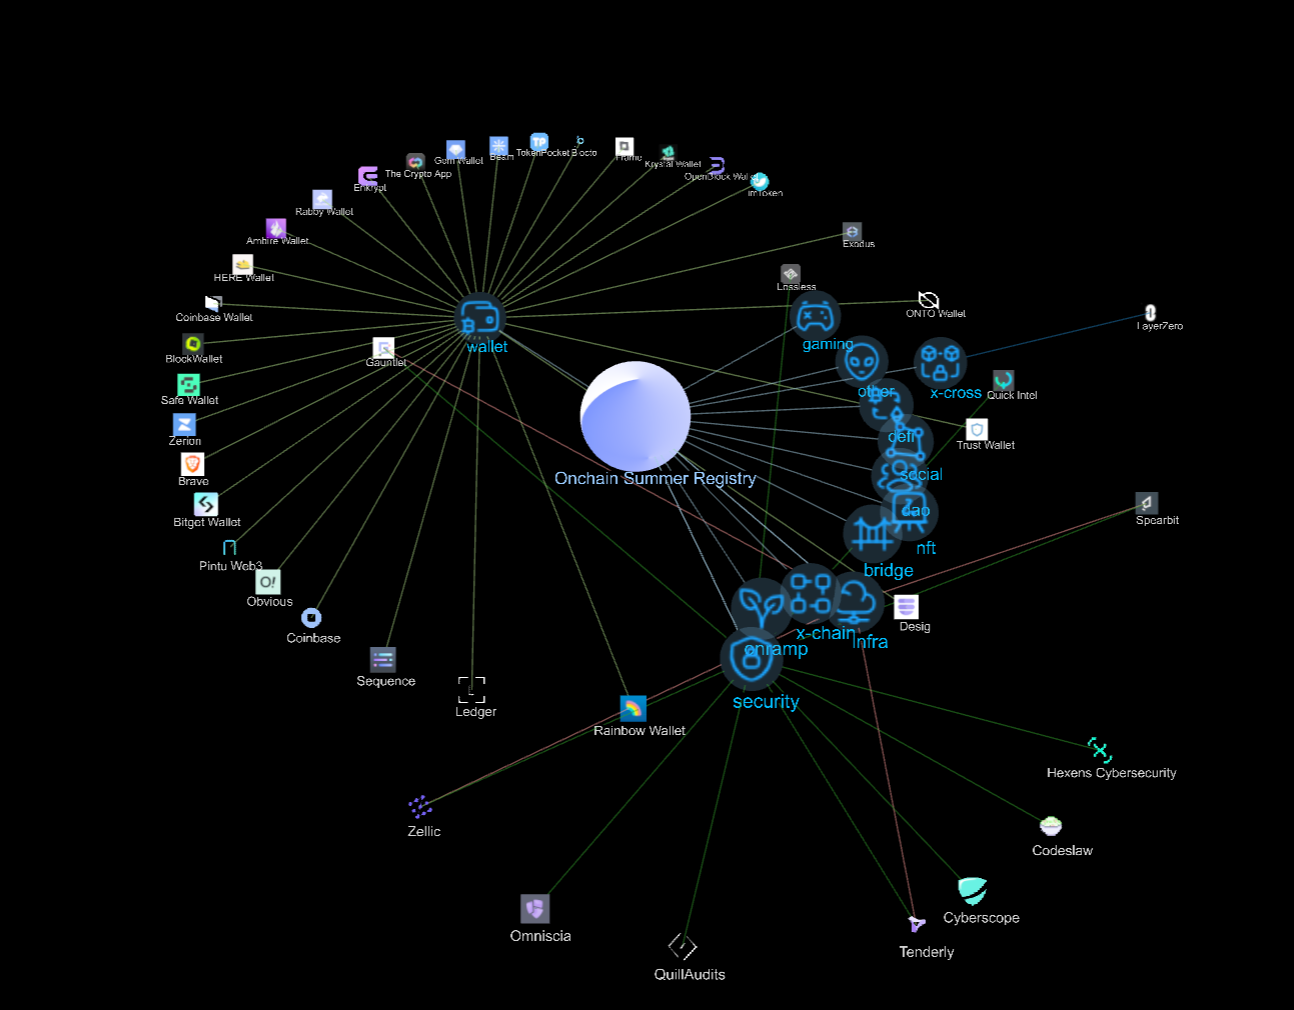 Gem Wallet
TokenPocket
Bocto
Frame
Krystal Wallet
The Crypto App
OpenBlock Wallet
Enkrypt
imToken
Rabby Wallet
Ambire Wallet
Exodus
HERE Wallet
Lossless
Coinbase Wallet
ONTO Wallet
LayerZero
wallet
gaming
BlockWallet
Gauntlet
other
x-cross
Quick Intel
Safe Wallet
defi
Zerion
Trust Wallet
Brave
Onchain Summer Registry
social
dao
Bitget Wallet
Spearbit
nft
Pintu Web3
bridge
O!
Obvious
Desig
Coinbase
x-chain
infra
onramp
Sequence
security
Ledger
Rainbow Wallet
Hexens Cybersecurity
Zellic
Codeslaw
Cyberscope
Omniscia
Tenderly
QuillAudits